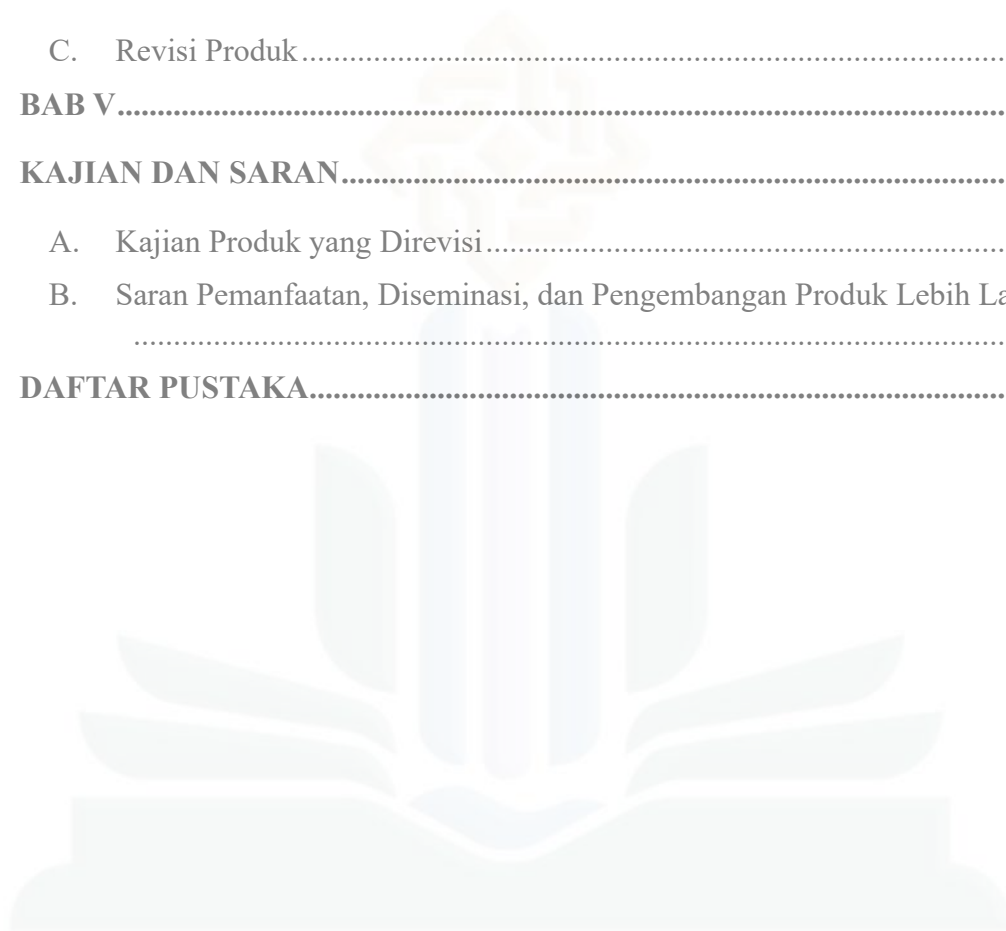 C. Revisi Produk........................................................................................
BAB V................................................................................................................
KAJIAN DAN SARAN...................................................................................
A. Kajian Produk yang Direvisi.................................................................
B. Saran Pemanfaatan, Diseminasi, dan Pengembangan Produk Lebih La
.............................................................................................................
DAFTAR PUSTAKA.......................................................................................